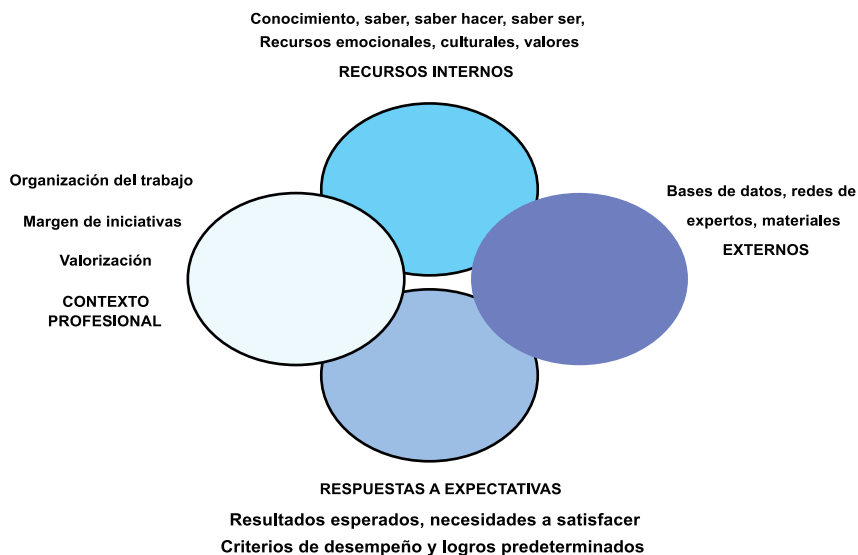 Conocimiento, saber, saber hacer, saber ser,
Recursos emocionales, culturales, valores
RECURSOS INTERNOS
Organización del trabajo
Margen de iniciativas
Valorización
CONTEXTO
PROFESIONAL
Bases de datos, redes de
expertos, materiales
EXTERNOS
RESPUESTAS A EXPECTATIVAS
Resultados esperados, necesidades a satisfacer
Criterios de desempeño y logros predeterminados